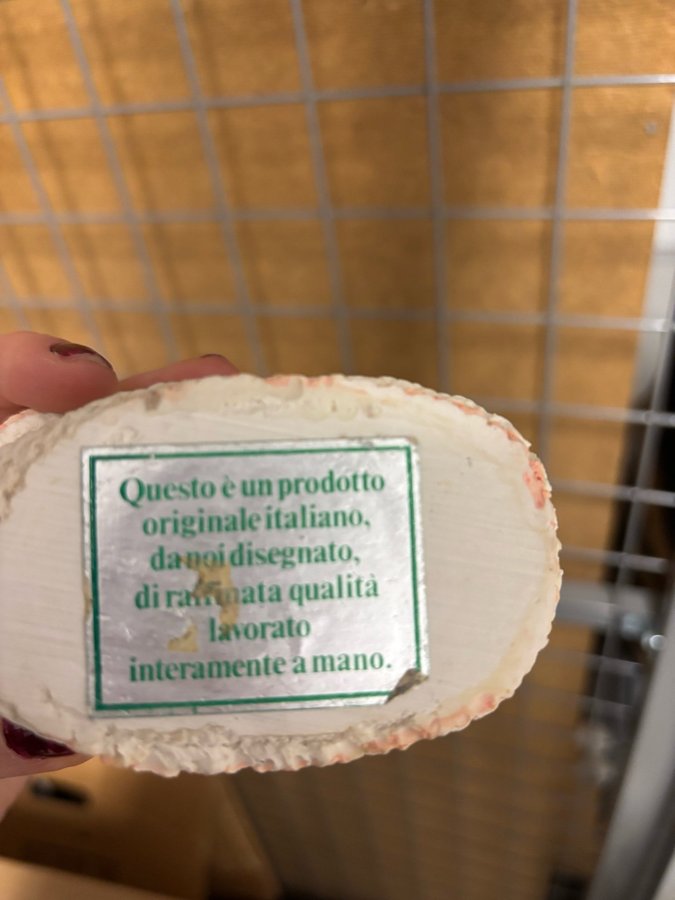 Questo è un prodotto
originale italiano,
da noi disegnato,
di raffinata qualità
lavorato
interamente a mano.